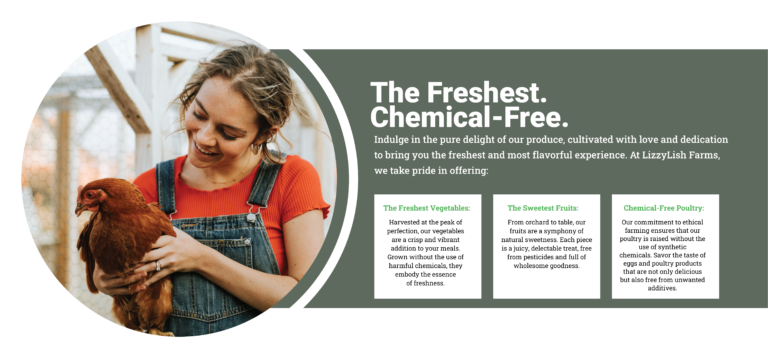 The Freshest.
Chemical-Free.
Indulge in the pure delight of our produce, cultivated with love and dedication
to bring you the freshest and most flavorful experience. At LizzyLish Farms,
we take pride in offering:
The Freshest Vegetables:
Harvested at the peak of
perfection, our vegetables
are a crisp and vibrant
addition to your meals.
Grown without the use of
harmful chemicals, they
embody the essence
of freshness.
The Sweetest Fruits:
From orchard to table, our
fruits are a symphony of
natural sweetness. Each piece
is a juicy, delectable treat, free
from pesticides and full of
wholesome goodness.
Chemical-Free Poultry:
Our commitment to ethical
farming ensures that our
poultry is raised without the
use of synthetic
chemicals. Savor the taste of
eggs and poultry products
that are not only delicious
but also free from unwanted
additives.